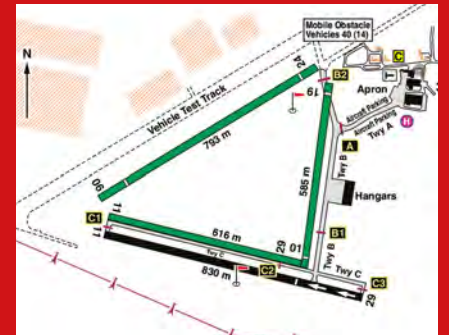 Mobile Obstacle
Vehicles 40 (14)
N
C
T
24
B2
19
Apron
Aircraft Parking
Aircraft Parking
Twy A
H
Vehicle Test Track
793 m
A
Twy B
585 m
Hangars
06
11
C1
11
616 m
29
01
B1
Twy B
Twy C
C2
830 m
Twy C
C3
29